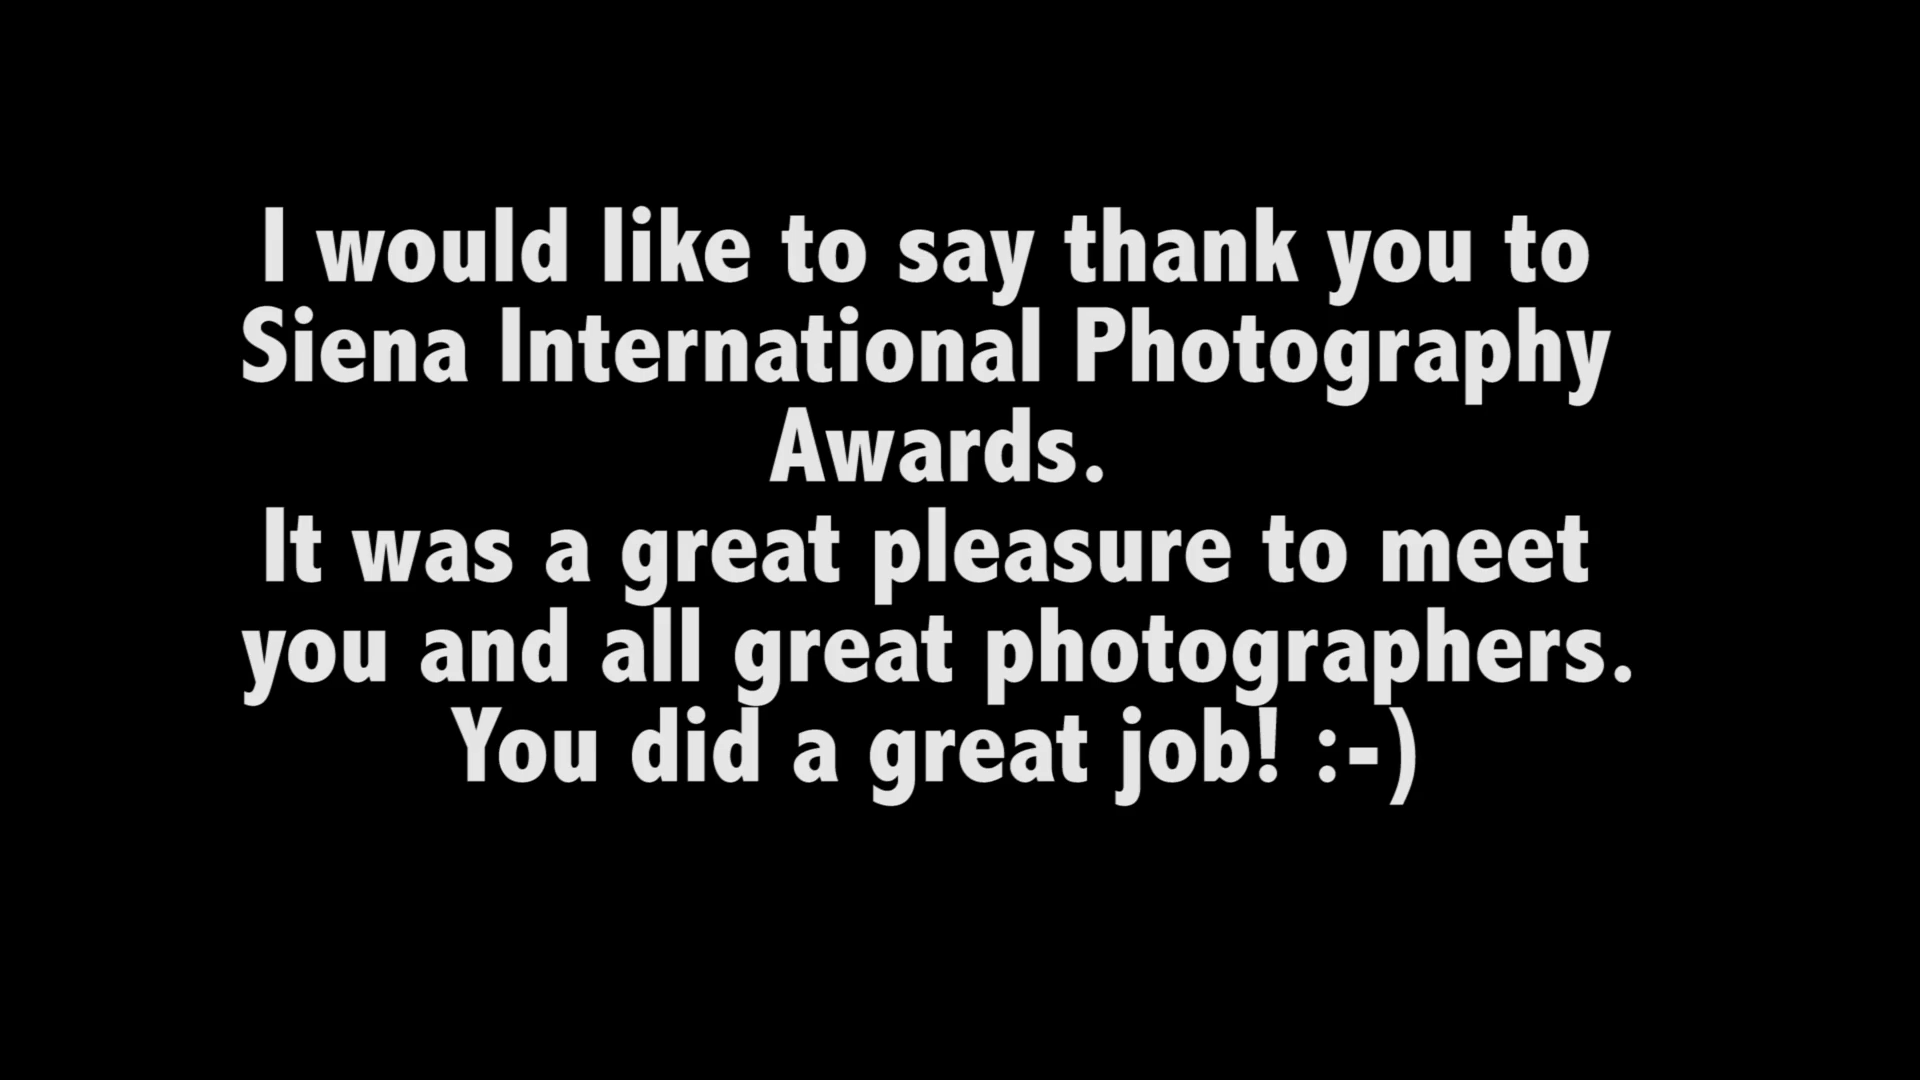 I would like to say thank you to
Siena International Photography
Awards.
It was a great pleasure to meet
you and all great photographers.
You did a great job! :-)